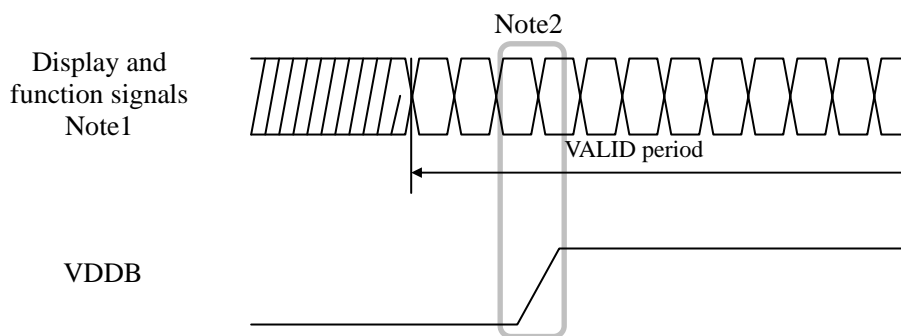 Note2
Display and
function signals
Note1
VALID period
VDDB